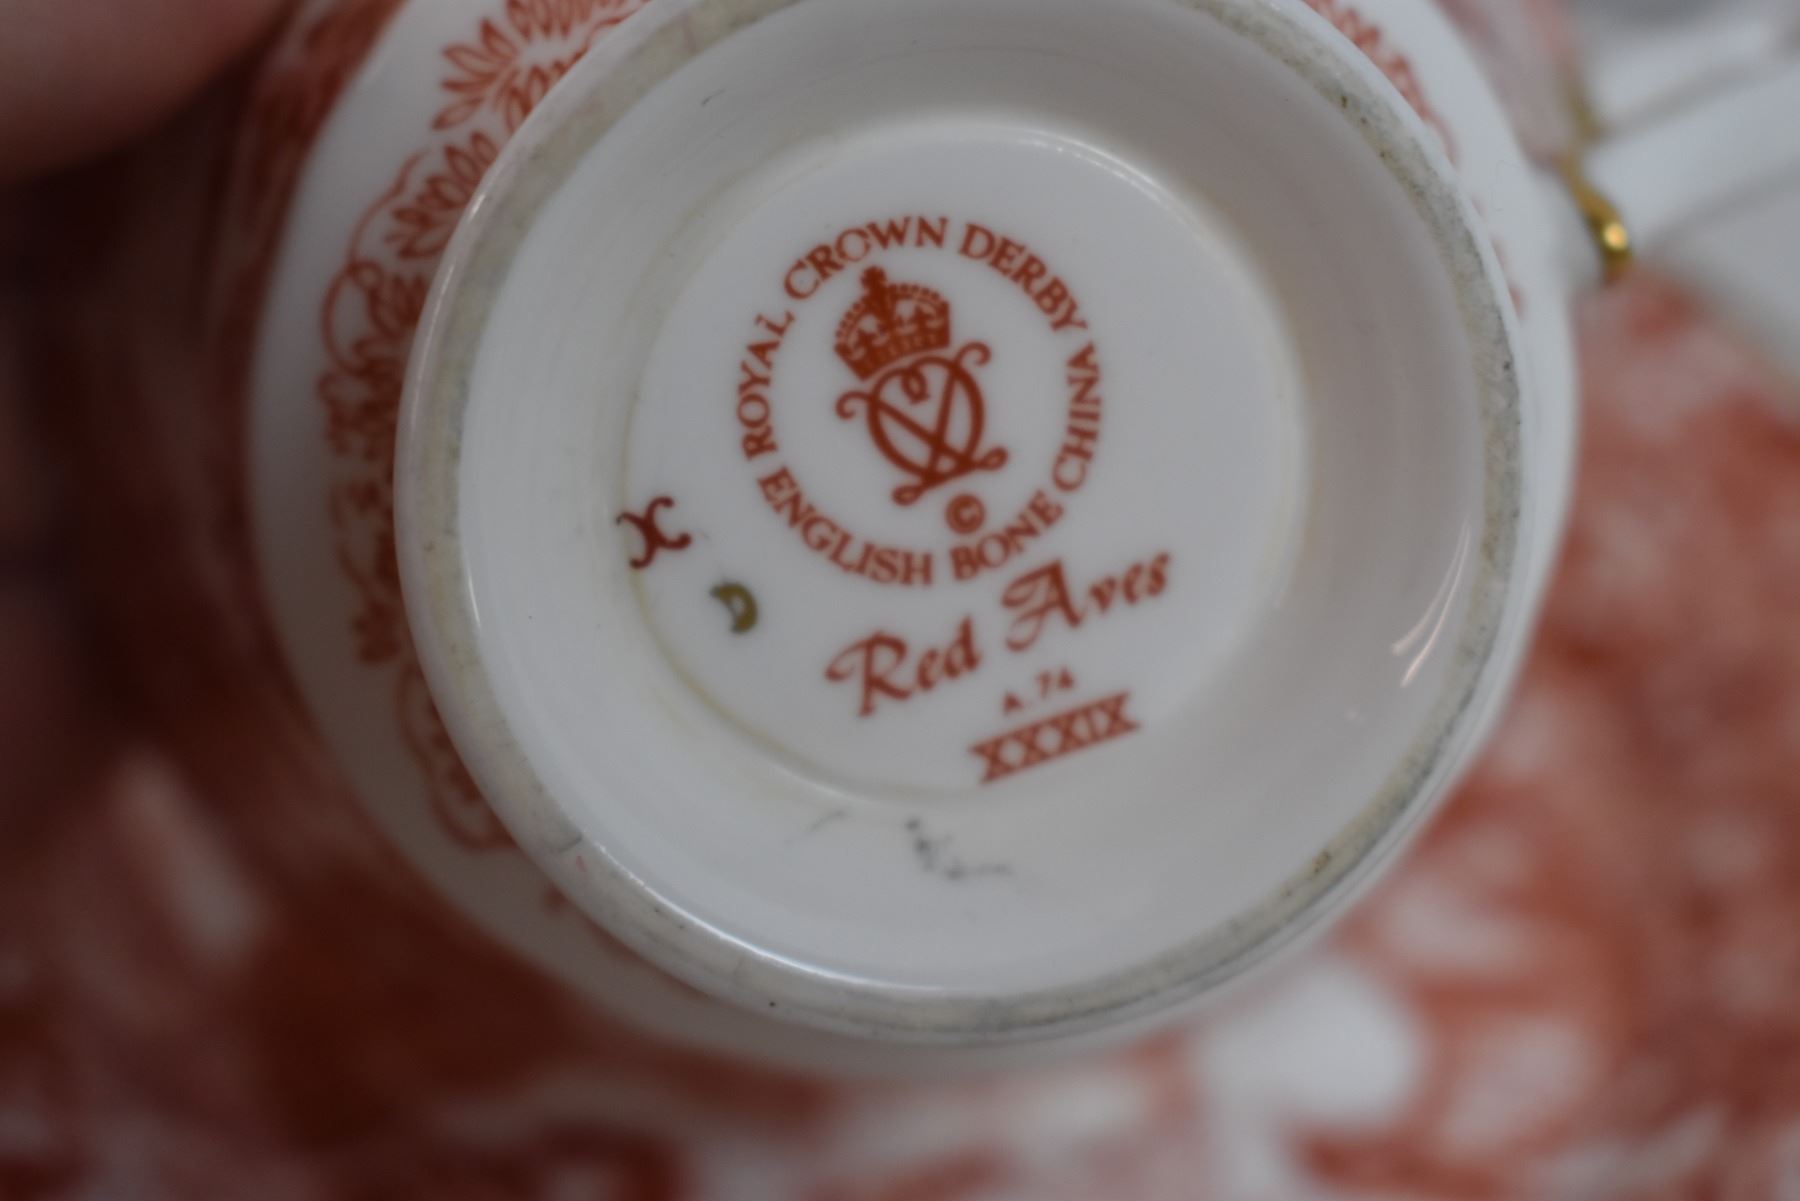 ROYAL CROWN DERBY
ENGLISH BONE CHINA
©
Red Aves
A.74
XXXIX